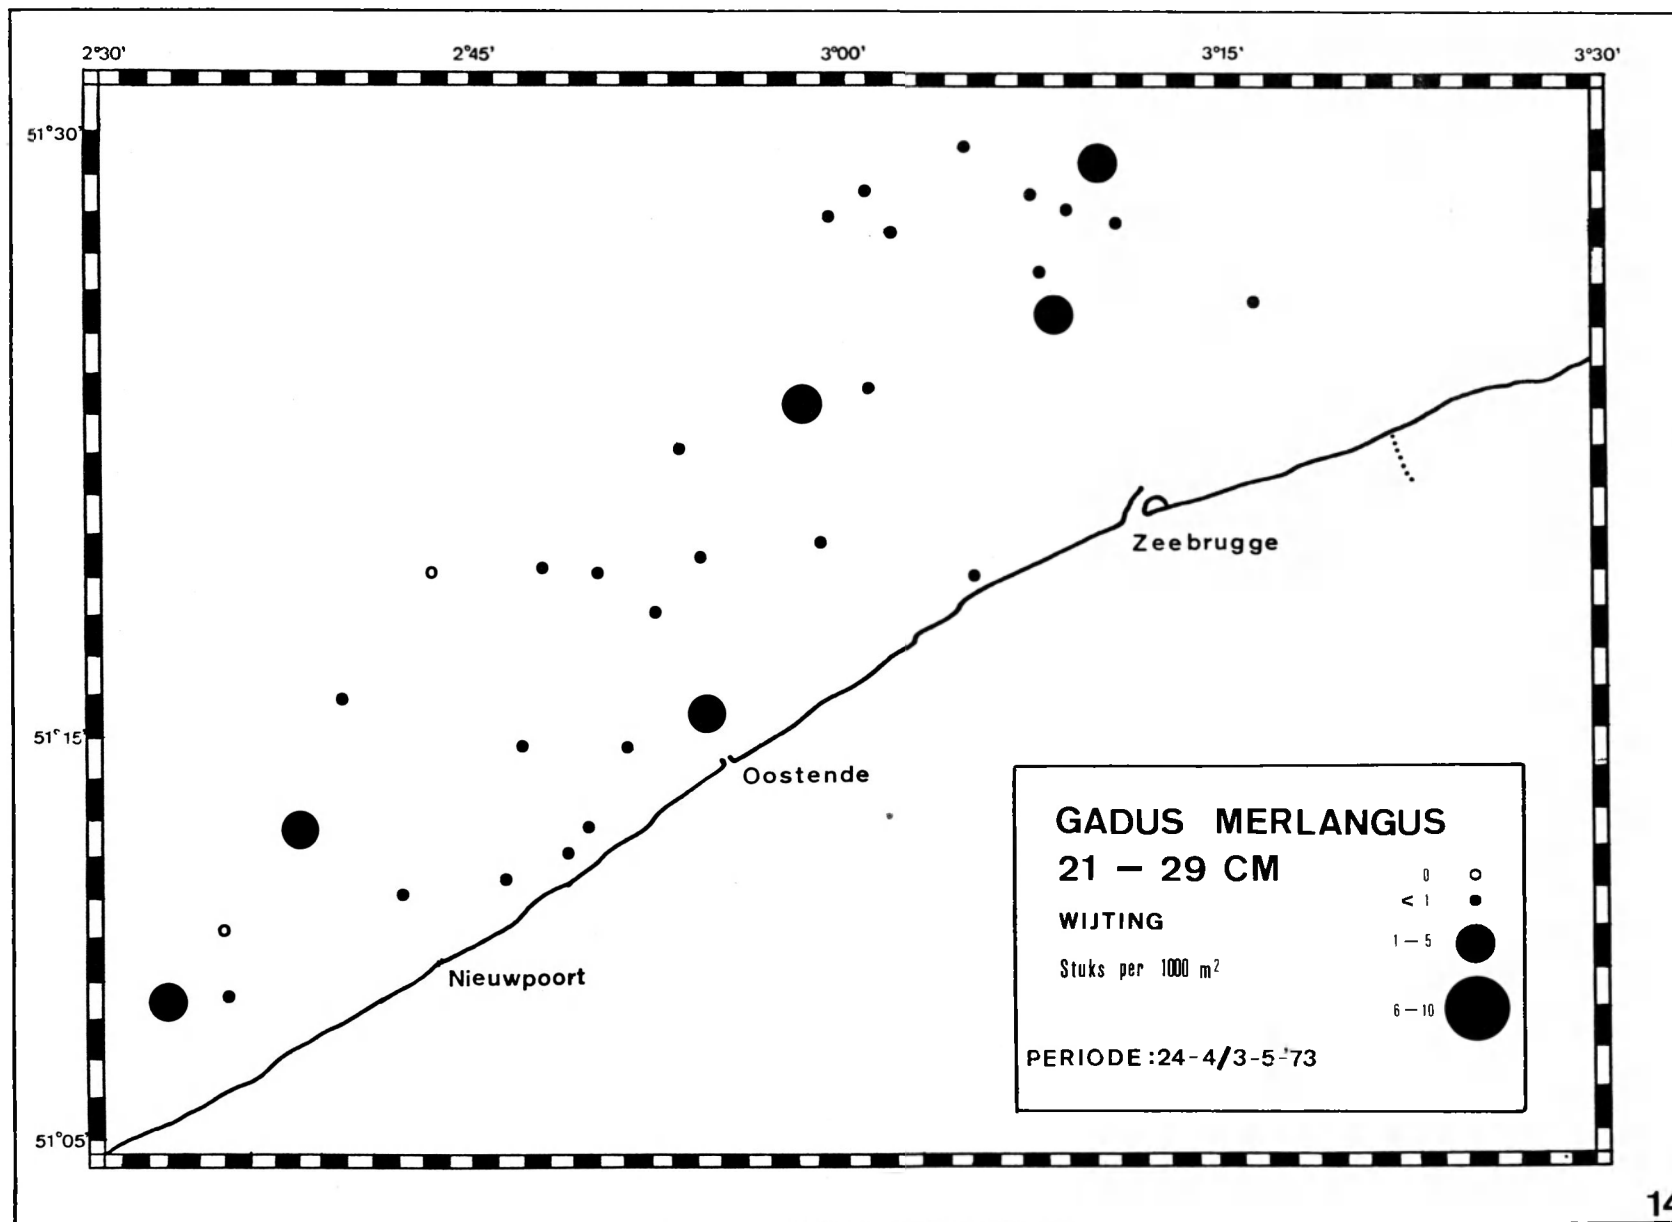 2°30' 2°45' 3°00' 3°15' 3°30'
51°30'
51°15'
51°05'
Zeebrugge
Oostende
Nieuwpoort
GADUS MERLANGUS
21 — 29 CM
WIJTING
Stuks per 1000 m²
0
< 1
1 — 5
6 — 10
PERIODE : 24-4/3-5-73
14